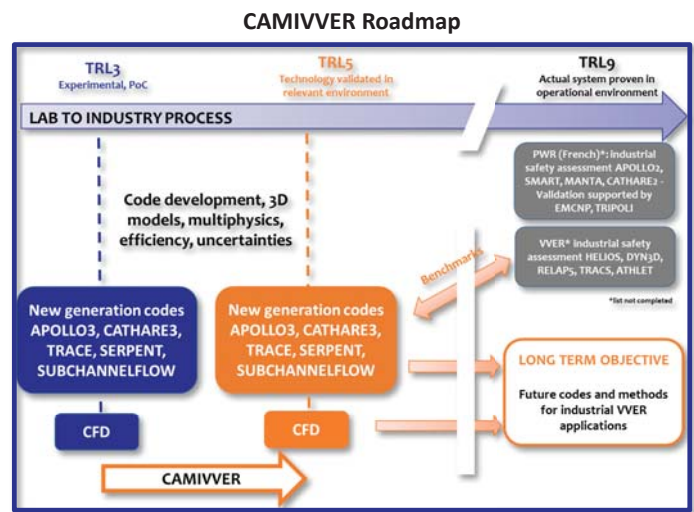 CAMIVVER Roadmap
TRL3
Experimental, PoC
TRL5
Technology validated in
relevant environment
TRL9
Actual system proven in
operational environment
LAB TO INDUSTRY PROCESS
Code development, 3D
models, multiphysics,
efficiency, uncertainties
PWR (French)*: industrial
safety assessment APOLLO2,
SMART, MANTA, CATHARE2 -
Validation supported by
EMCNP, TRIPOLI
VVER* industrial safety
assessment HELIOS, DYN3D,
RELAP5, TRACS, ATHLET
*list not completed
Benchmarks
New generation codes
APOLLO3, CATHARE3,
TRACE, SERPENT,
SUBCHANNELFLOW
New generation codes
APOLLO3, CATHARE3,
TRACE, SERPENT,
SUBCHANNELFLOW
LONG TERM OBJECTIVE
Future codes and methods
for industrial VVER
applications
CFD
CFD
CAMIVVER